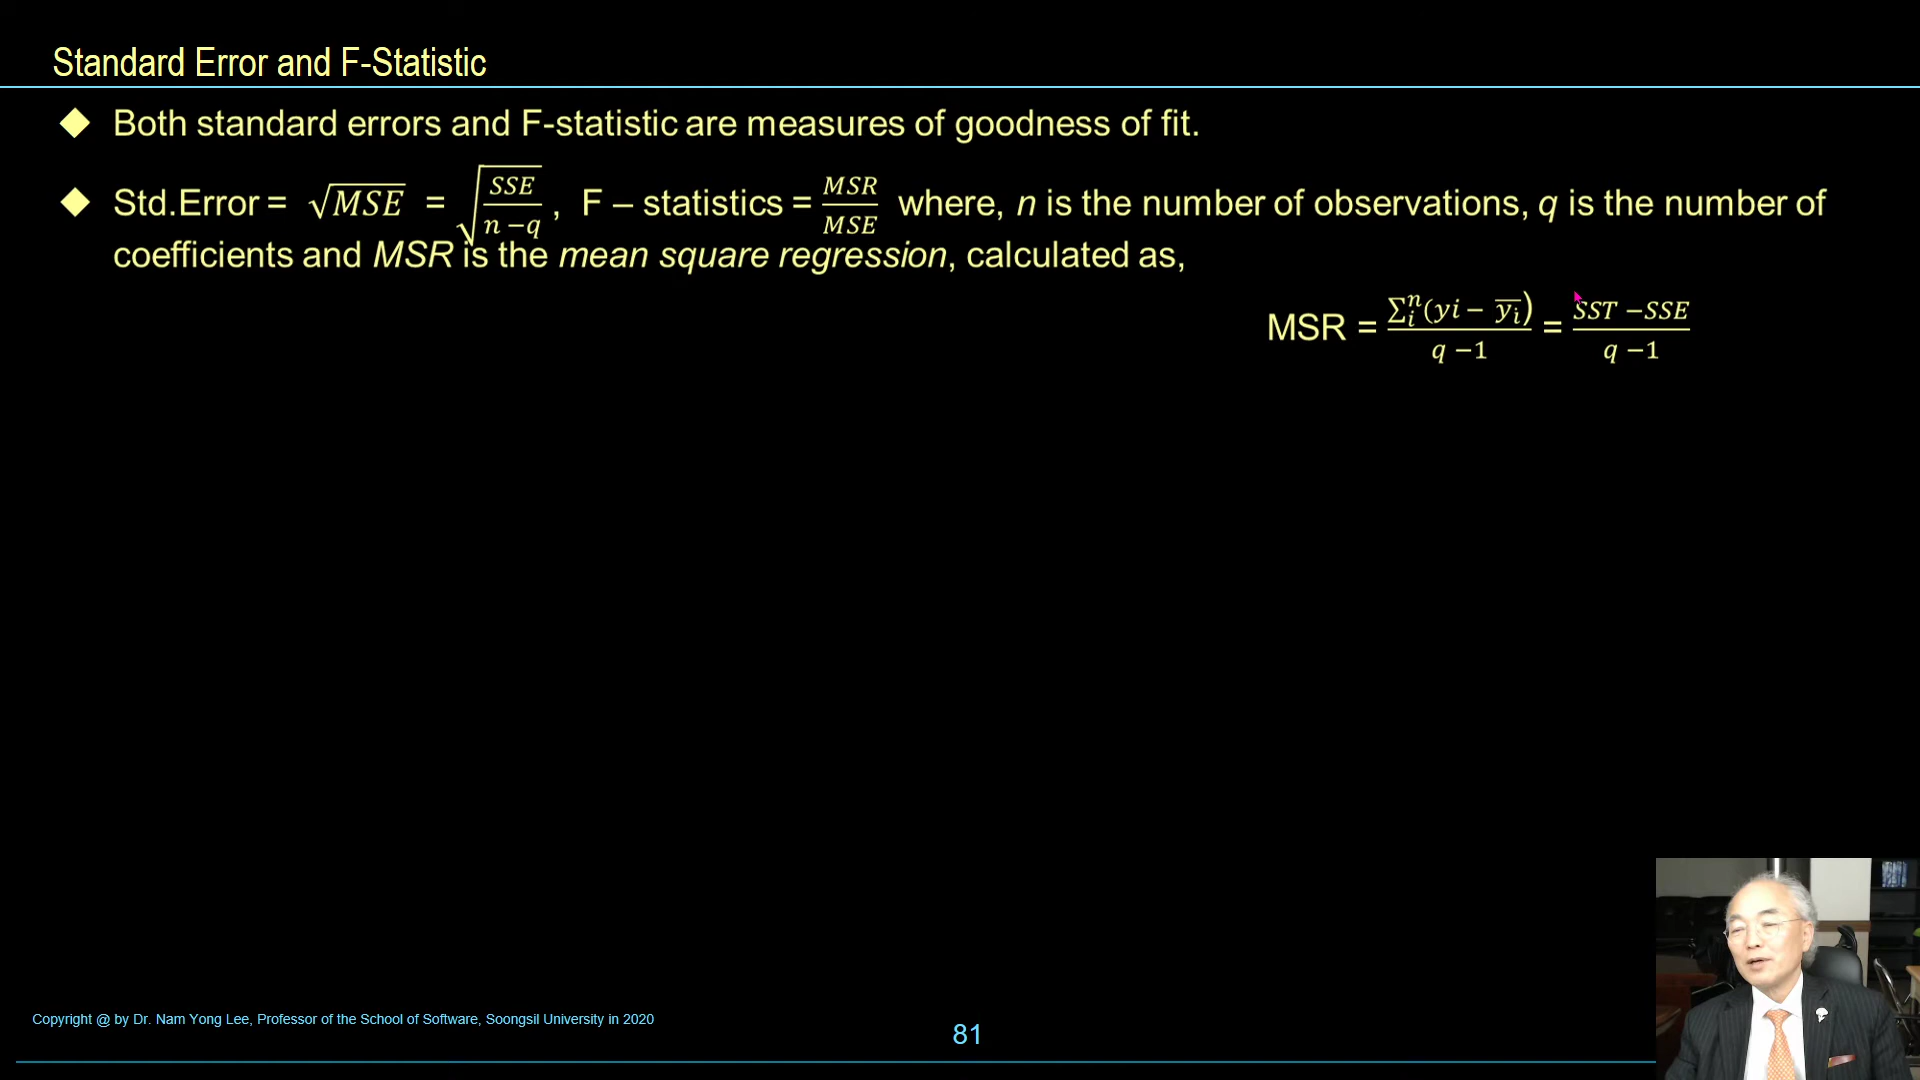 Standard Error and F-Statistic
◆ Both standard errors and F-statistic are measures of goodness of fit.
◆ Std.Error = √MSE = √(SSE/(n −q)) , F – statistics = MSR/MSE where, n is the number of observations, q is the number of
coefficients and MSR is the mean square regression, calculated as,
MSR = ∑ᵢⁿ(yi − y̅ᵢ)/(q −1) = (SST −SSE)/(q −1)
Copyright @ by Dr. Nam Yong Lee, Professor of the School of Software, Soongsil University in 2020
81